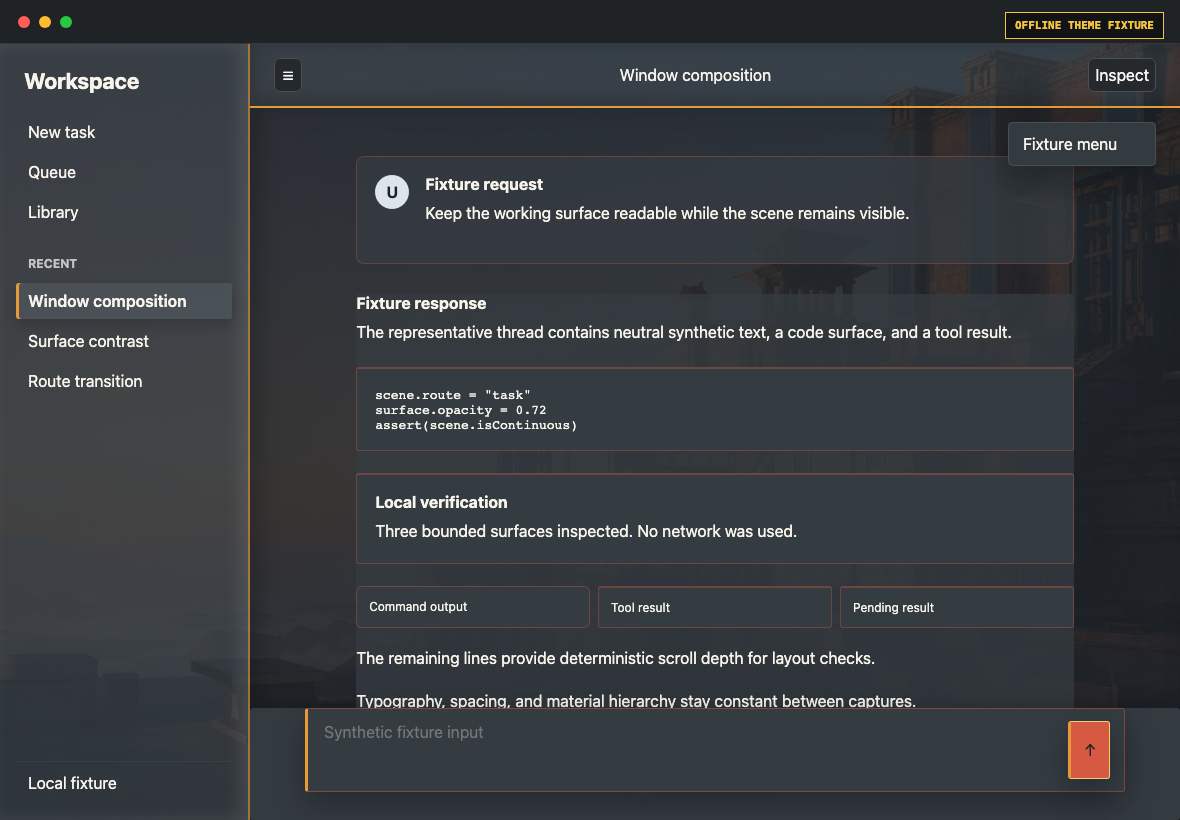 OFFLINE THEME FIXTURE
Workspace
New task
Queue
Library
RECENT
Window composition
Surface contrast
Route transition
Local fixture
Window composition
Inspect
Fixture menu
U
Fixture request
Keep the working surface readable while the scene remains visible.
Fixture response
The representative thread contains neutral synthetic text, a code surface, and a tool result.
scene.route = "task"
surface.opacity = 0.72
assert(scene.isContinuous)
Local verification
Three bounded surfaces inspected. No network was used.
Command output
Tool result
Pending result
The remaining lines provide deterministic scroll depth for layout checks.
Typography, spacing, and material hierarchy stay constant between captures.
Synthetic fixture input